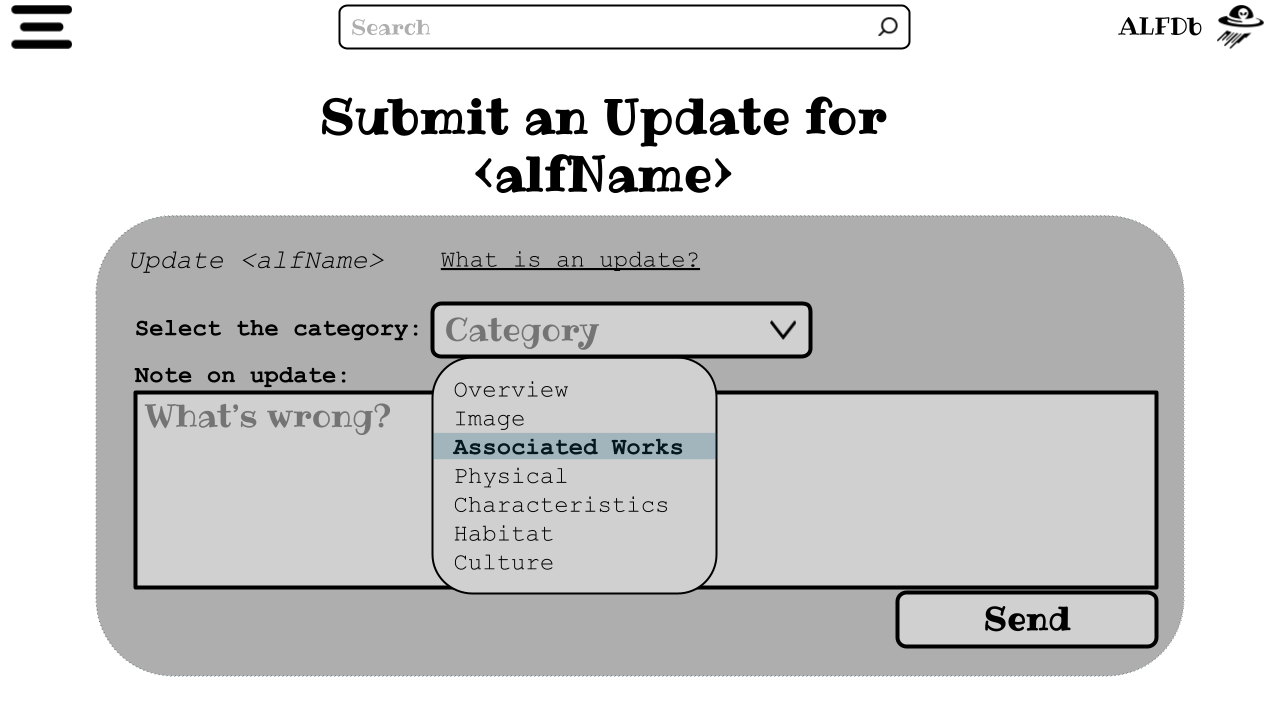 Search
ALFDb
Submit an Update for
<alfName>
Update <alfName>
What is an update?
Select the category:
Category
Note on update:
What's wrong?
Overview
Image
Associated Works
Physical
Characteristics
Habitat
Culture
Send